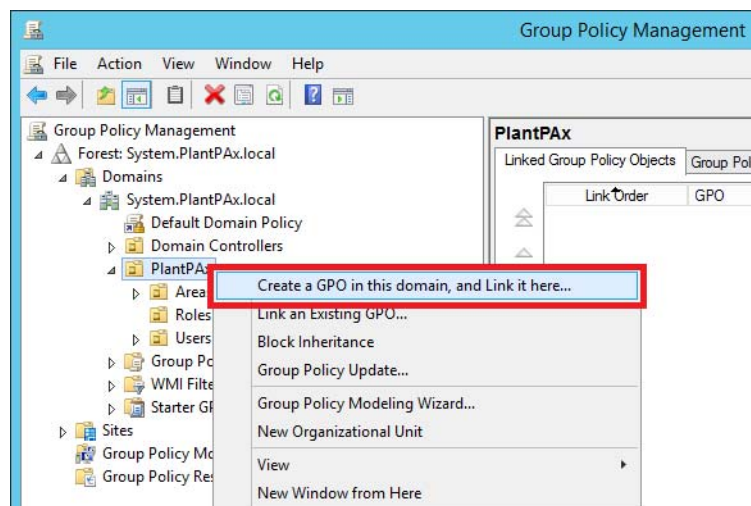 Group Policy Management
File Action View Window Help
Group Policy Management
Forest: System.PlantPAx.local
Domains
System.PlantPAx.local
Default Domain Policy
Domain Controllers
PlantPAx
Area
Roles
Users
Group Po
WMI Filte
Starter GP
Sites
Group Policy Mo
Group Policy Res
PlantPAx
Linked Group Policy Objects Group Pol
Link Order GPO
Create a GPO in this domain, and Link it here...
Link an Existing GPO...
Block Inheritance
Group Policy Update...
Group Policy Modeling Wizard...
New Organizational Unit
View
New Window from Here